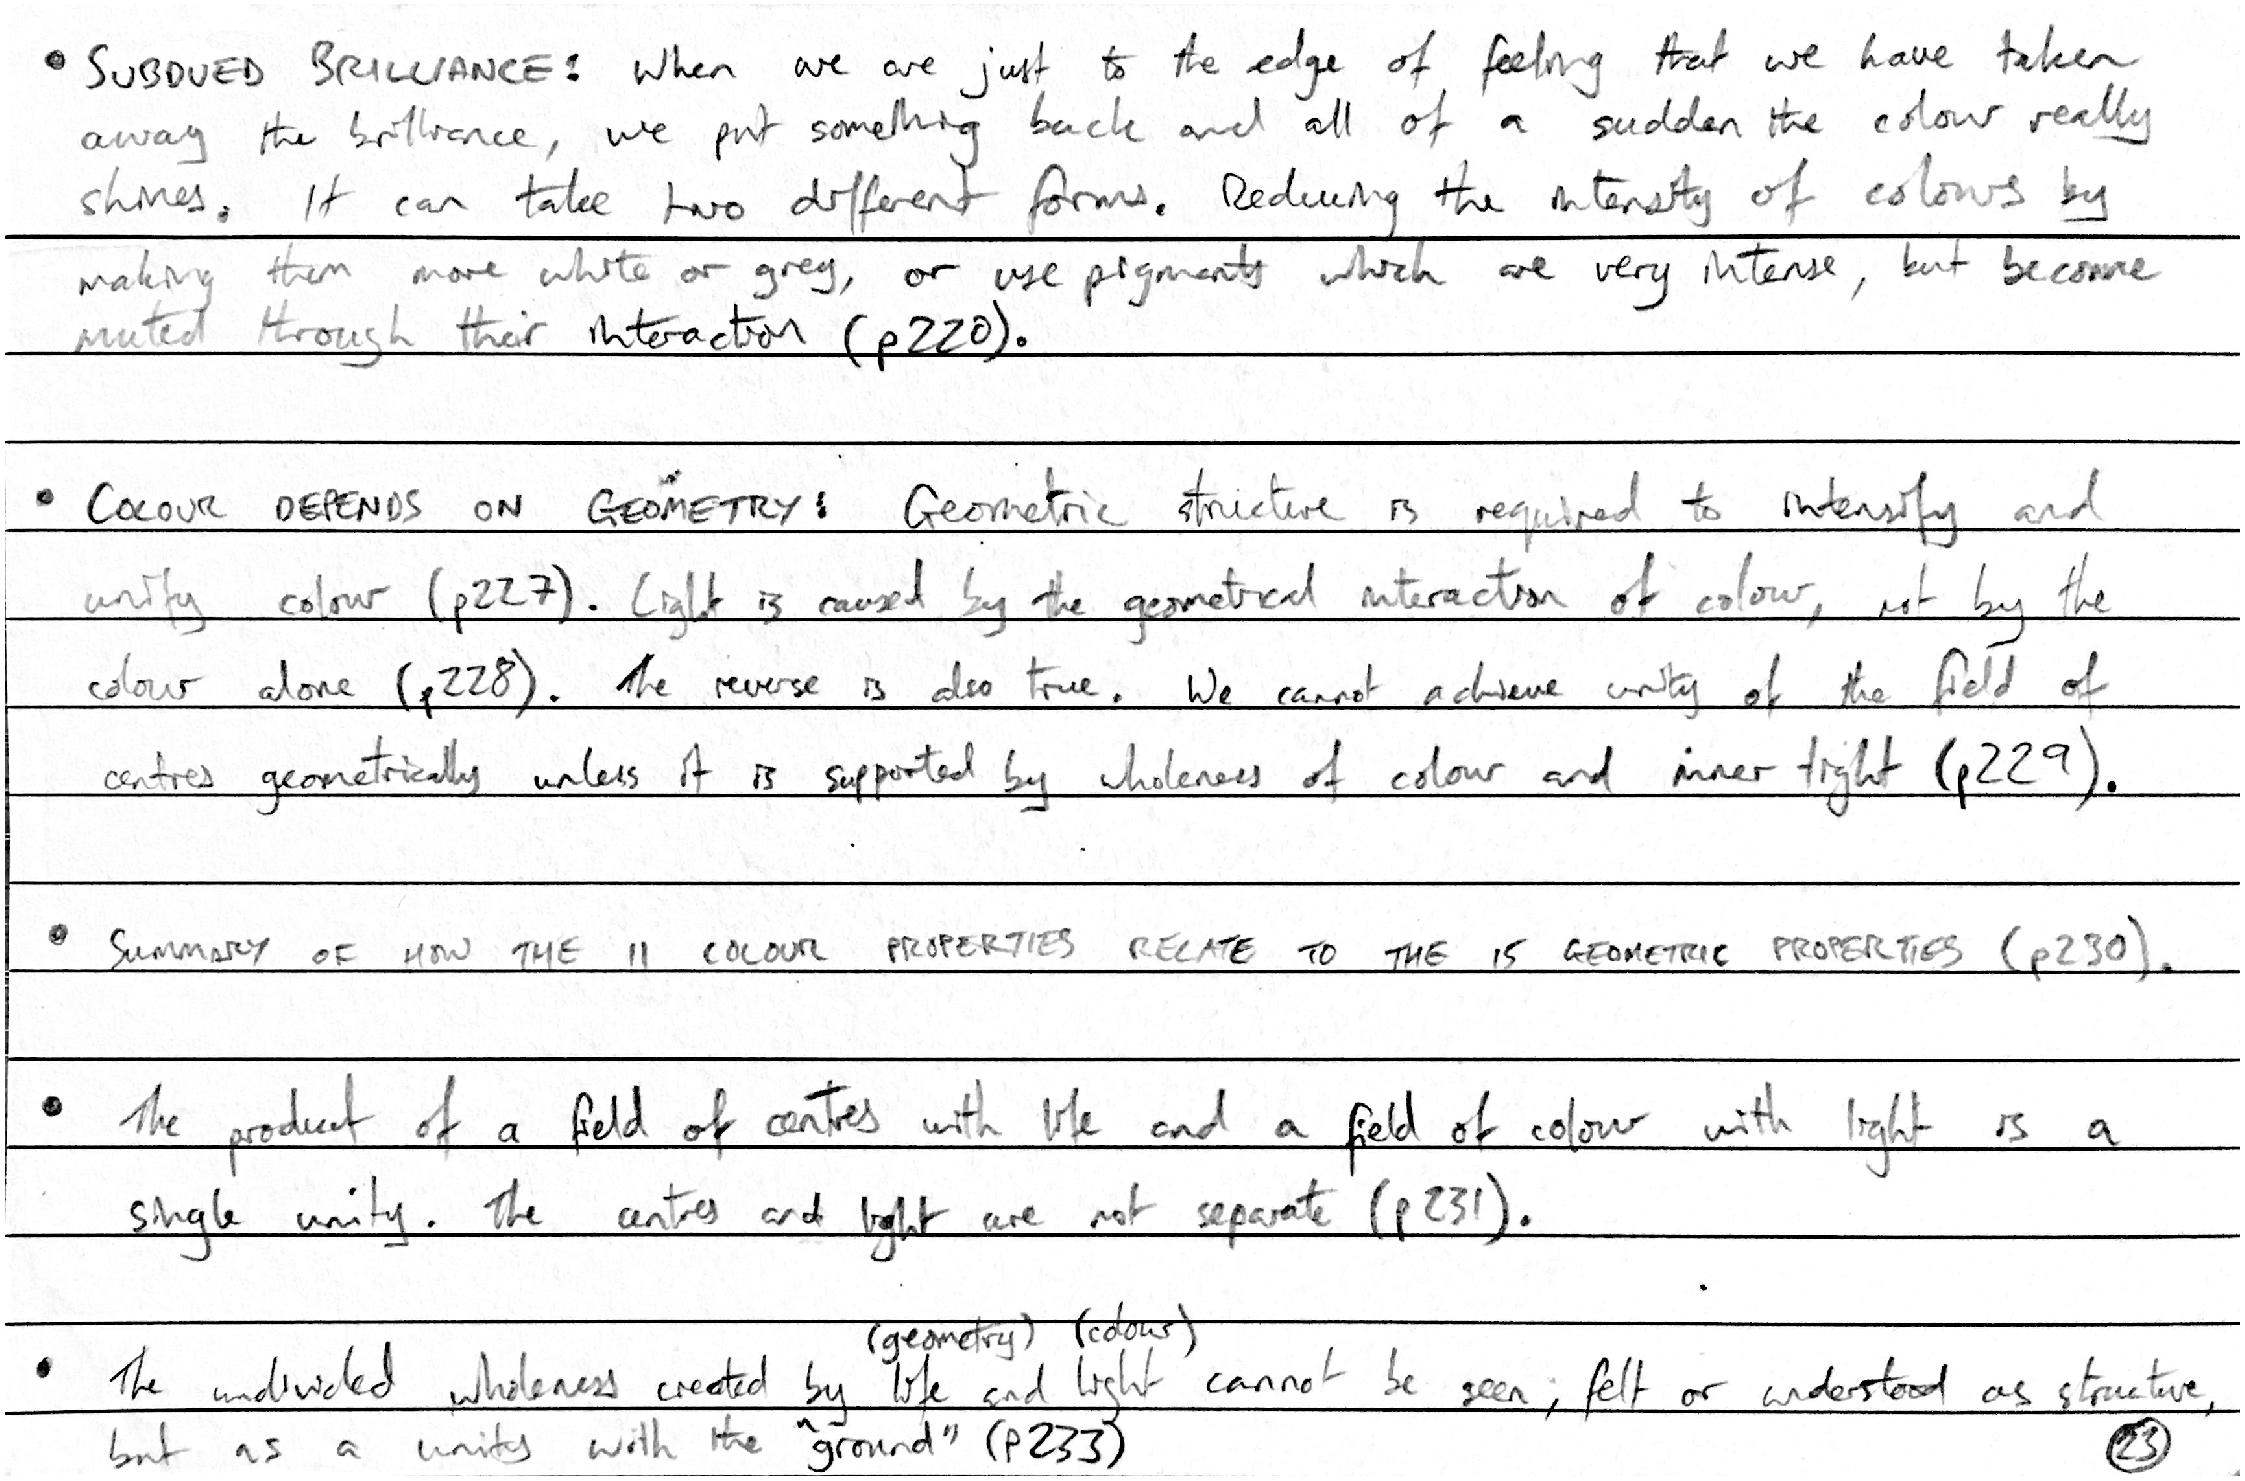 • SUBDUED BRILLIANCE: When we are just to the edge of feeling that we have taken
away the brilliance, we put something back and all of a sudden the colour really
shines. It can take two different forms. Reducing the intensity of colours by
making them more white or grey, or use pigments which are very intense, but become
muted through their interaction (p220).
• COLOUR DEPENDS ON GEOMETRY: Geometric structure is required to intensify and
unify colour (p227). Light is caused by the geometrical interaction of colour, not by the
colour alone (p228). The reverse is also true. We cannot achieve unity of the field of
centres geometrically unless it is supported by wholeness of colour and inner light (p229).
• SUMMARY OF HOW THE 11 COLOUR PROPERTIES RELATE TO THE 15 GEOMETRIC PROPERTIES (p230).
• The product of a field of centres with life and a field of colour with light is a
single unity. The centres and light are not separate (p231).
(geometry) (colour)
• The undivided wholeness created by life and light cannot be seen, felt or understood as structure,
but as a unity with the "ground" (p233)
23